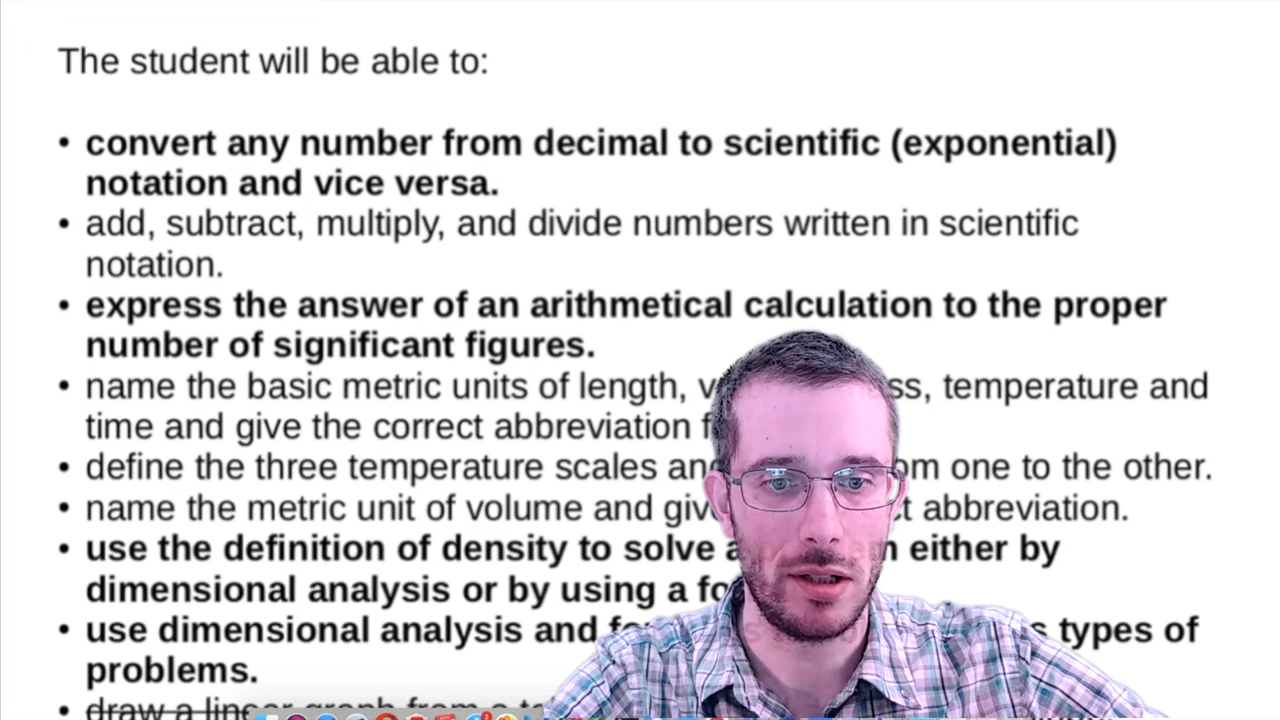 The student will be able to:
• convert any number from decimal to scientific (exponential)
notation and vice versa.
• add, subtract, multiply, and divide numbers written in scientific
notation.
• express the answer of an arithmetical calculation to the proper
number of significant figures.
• name the basic metric units of length, temperature and
time and give the correct abbreviation
• define the three temperature scales one to the other.
• name the metric unit of volume and abbreviation.
• use the definition of density to solve either by
dimensional analysis or by using a
• use dimensional analysis and types of
problems.
• draw a linear graph from a